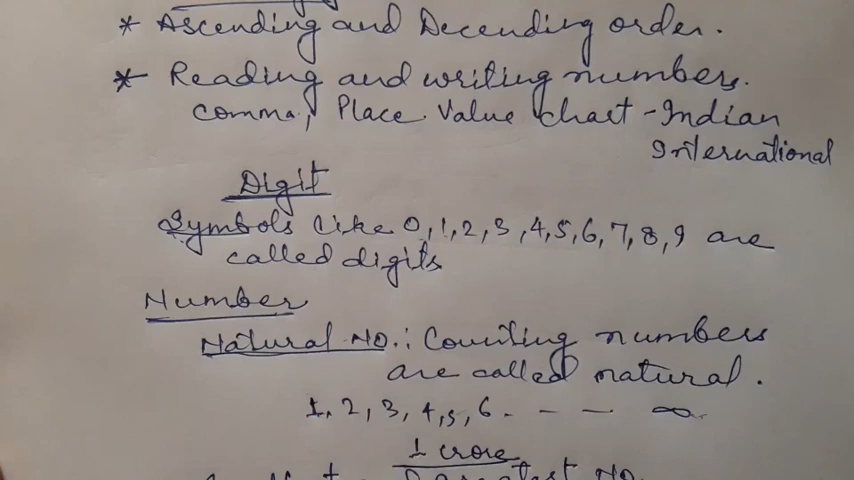 * Ascending and Decending order.
* Reading and writing numbers.
comma, Place Value chart - Indian
International
Digit
Symbols like 0, 1, 2, 3, 4, 5, 6, 7, 8, 9 are
called digits
Number
Natural NO.: Counting numbers
are called natural.
1, 2, 3, 4, 5, 6 - - - ∞
1 crore
greatest NO.